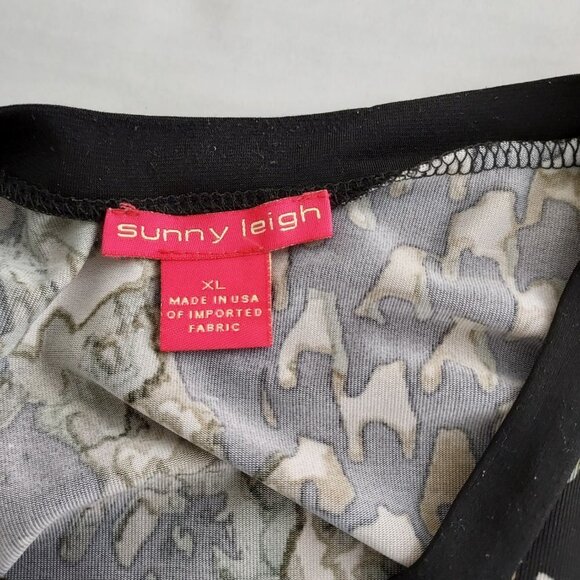 sunny leigh
XL
MADE IN USA
OF IMPORTED
FABRIC